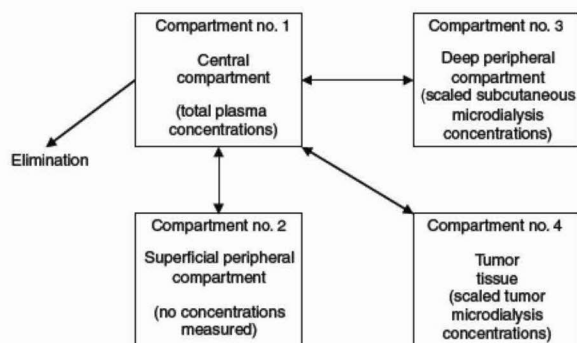 Compartment no. 1
Central
compartment
(total plasma
concentrations)
Compartment no. 3
Deep peripheral
compartment
(scaled subcutaneous
microdialysis
concentrations)
Elimination
Compartment no. 2
Superficial peripheral
compartment
(no concentrations
measured)
Compartment no. 4
Tumor
tissue
(scaled tumor
microdialysis
concentrations)